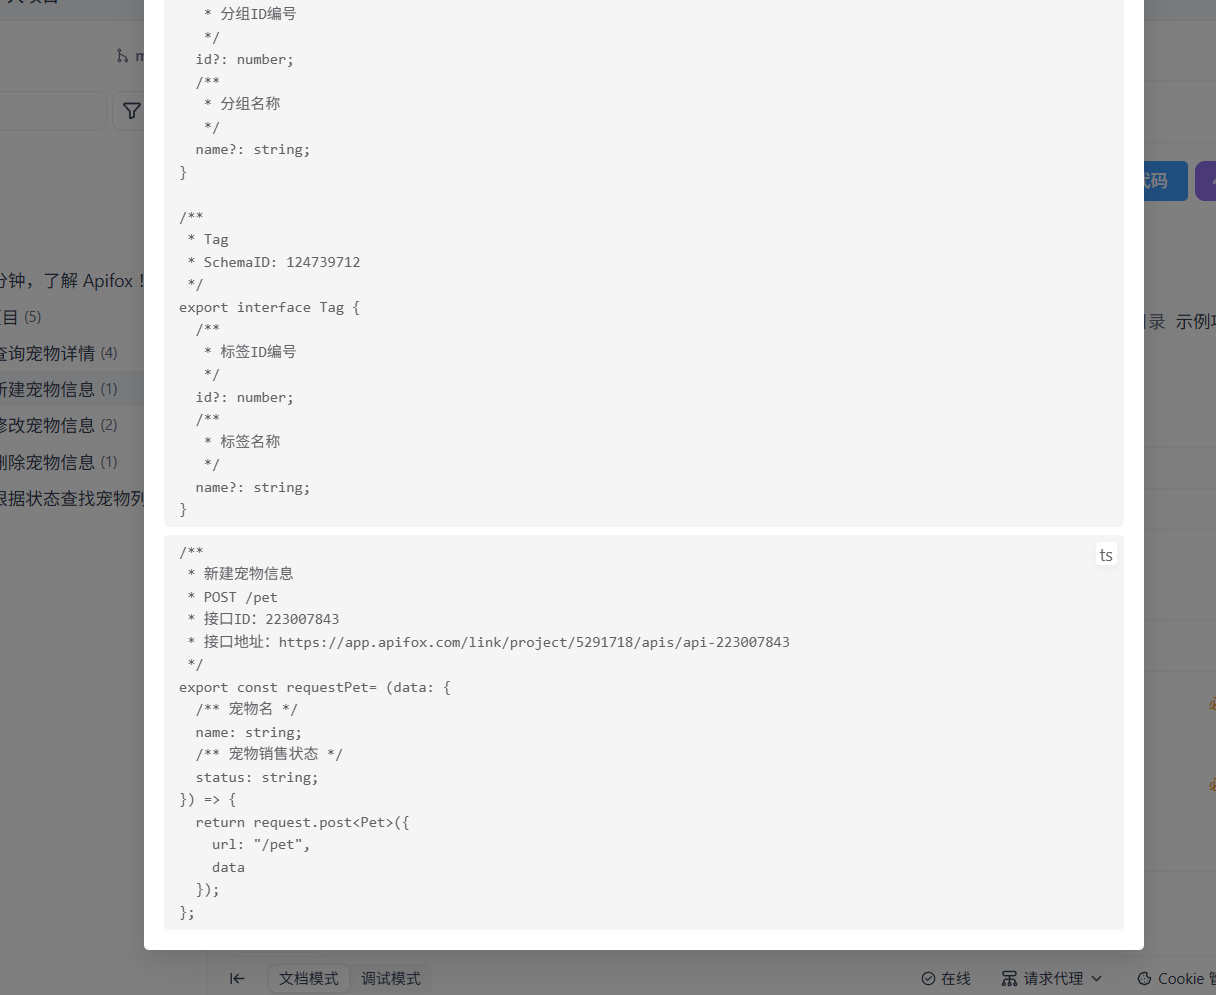 * 分组ID编号
 */
id?: number;
/**
 * 分组名称
 */
name?: string;
}
/**
 * Tag
 * SchemaID: 124739712
 */
export interface Tag {
/**
 * 标签ID编号
 */
id?: number;
/**
 * 标签名称
 */
name?: string;
}
/**
ts
 * 新建宠物信息
 * POST /pet
 * 接口ID：223007843
 * 接口地址：https://app.apifox.com/link/project/5291718/apis/api-223007843
 */
export const requestPet= (data: {
/** 宠物名 */
name: string;
/** 宠物销售状态 */
status: string;
}) => {
return request.post<Pet>({
url: "/pet",
data
});
};
分钟，了解 Apifox！
目 (5)
查询宠物详情 (4)
新建宠物信息 (1)
修改宠物信息 (2)
删除宠物信息 (1)
根据状态查找宠物列
代码
录 示例项
文档模式 调试模式
在线 请求代理 Cookie 管